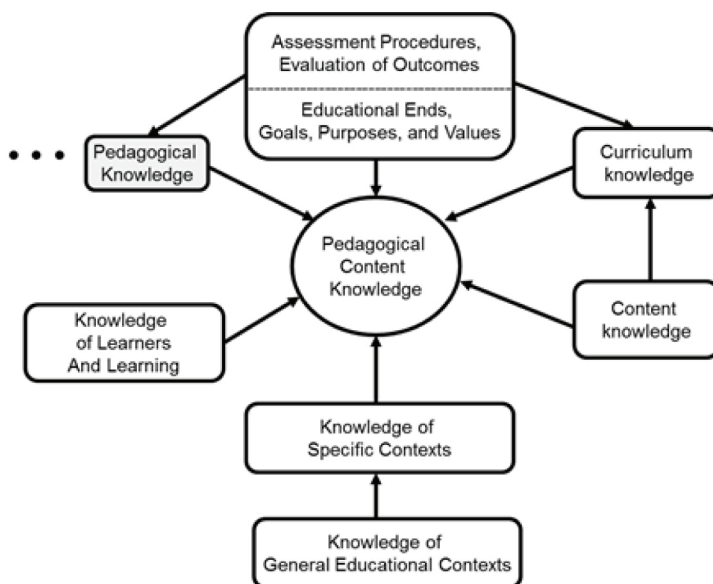 Assessment Procedures,
Evaluation of Outcomes
Educational Ends,
Goals, Purposes, and Values
Pedagogical
Knowledge
Curriculum
knowledge
Pedagogical
Content
Knowledge
Content
knowledge
Knowledge
of Learners
And Learning
Knowledge of
Specific Contexts
Knowledge of
General Educational Contexts